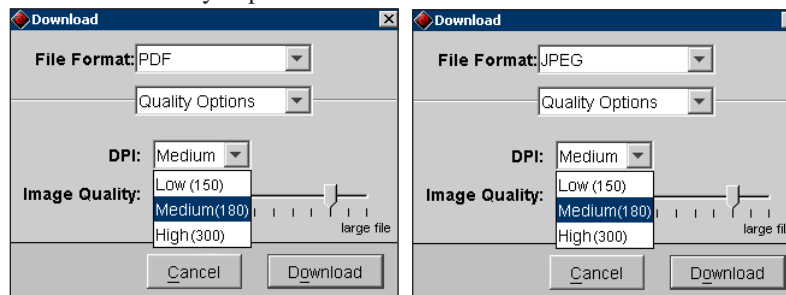 Download
File Format: PDF
Quality Options
DPI: Medium
Low (150)
Image Quality:
Medium(180)
large file
High(300)
Cancel Download
Download
File Format: JPEG
Quality Options
DPI: Medium
Low (150)
Image Quality:
Medium(180)
large fil
High(300)
Cancel Download